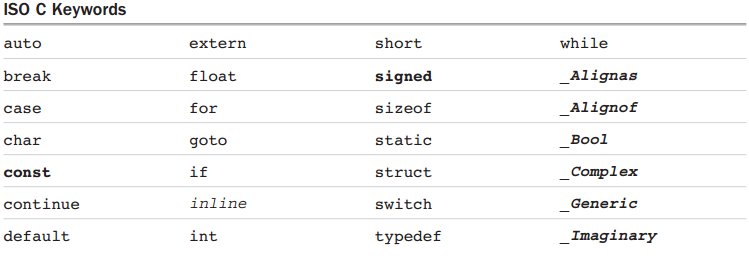 ISO C Keywords
auto extern short while
break float signed _Alignas
case for sizeof _Alignof
char goto static _Bool
const if struct _Complex
continue inline switch _Generic
default int typedef _Imaginary